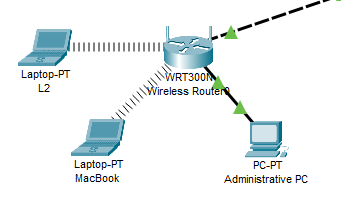 Laptop-PT
L2
WRT300N
Wireless Router0
Laptop-PT
MacBook
PC-PT
Administrative PC